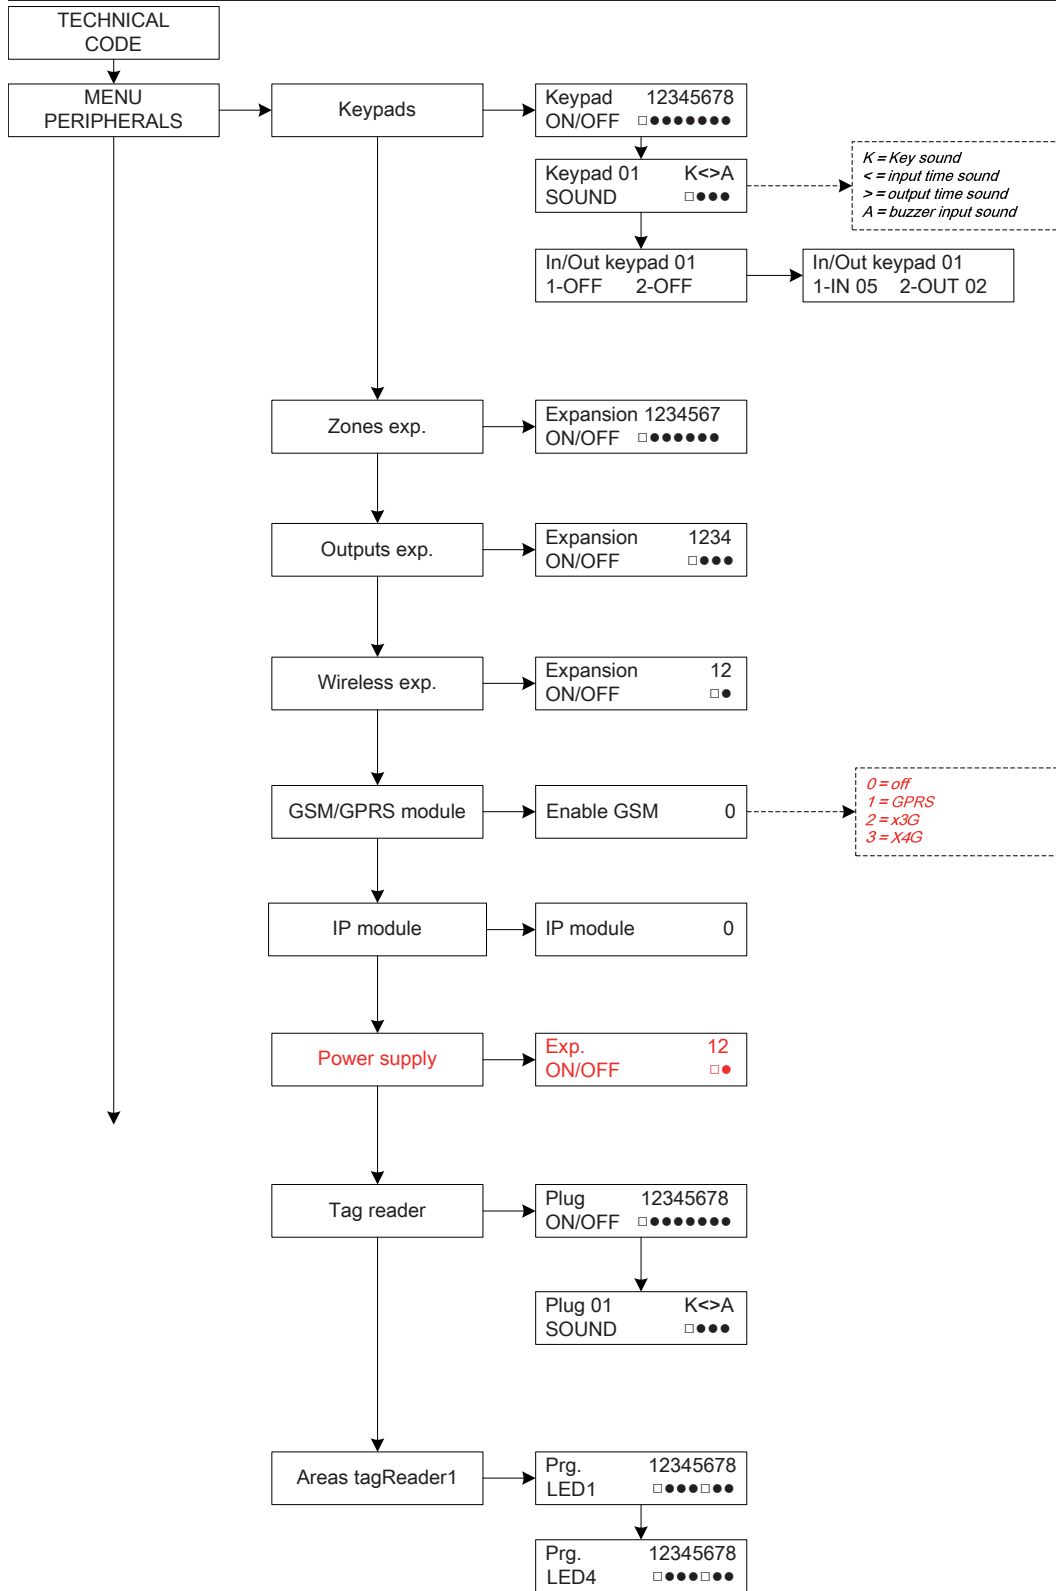 TECHNICAL
CODE
MENU
PERIPHERALS
Keypads
Keypad 12345678
ON/OFF □●●●●●●●
Keypad 01 K<>A
SOUND □●●●
K = Key sound
< = input time sound
> = output time sound
A = buzzer input sound
In/Out keypad 01
1-OFF 2-OFF
In/Out keypad 01
1-IN 05 2-OUT 02
Zones exp.
Expansion 1234567
ON/OFF □●●●●●●
Outputs exp.
Expansion 1234
ON/OFF □●●●
Wireless exp.
Expansion 12
ON/OFF □●
GSM/GPRS module
Enable GSM 0
0 = off
1 = GPRS
2 = x3G
3 = X4G
IP module
IP module 0
Power supply
Exp. 12
ON/OFF □●
Tag reader
Plug 12345678
ON/OFF □●●●●●●●
Plug 01 K<>A
SOUND □●●●
Areas tagReader1
Prg. 12345678
LED1 □●●●□●●
Prg. 12345678
LED4 □●●●□●●